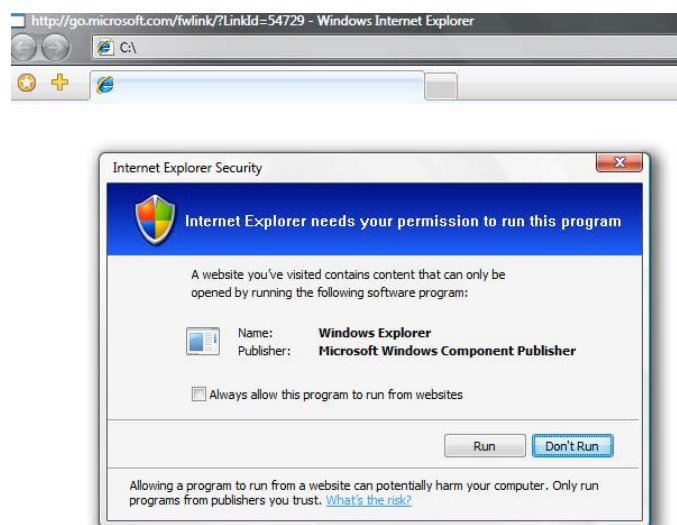 http://go.microsoft.com/fwlink/?LinkId=54729 - Windows Internet Explorer
C:\
Internet Explorer Security
X
Internet Explorer needs your permission to run this program
A website you've visited contains content that can only be
opened by running the following software program:
Name: Windows Explorer
Publisher: Microsoft Windows Component Publisher
Always allow this program to run from websites
Run Don't Run
Allowing a program to run from a website can potentially harm your computer. Only run
programs from publishers you trust. What's the risk?